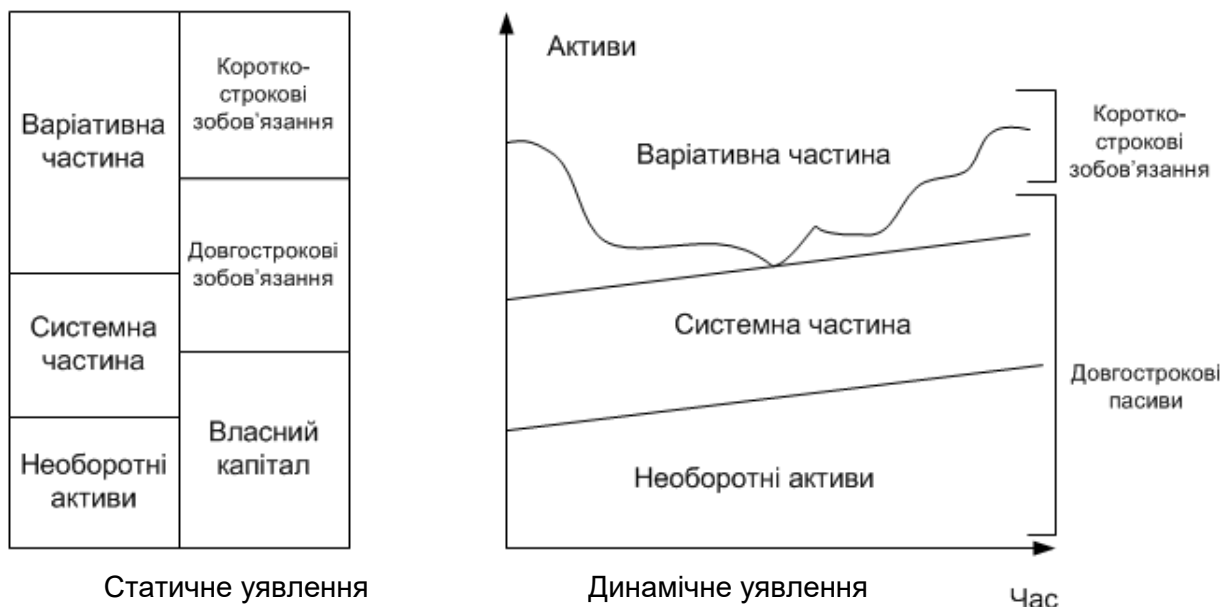 Варіативна
частина
Системна
частина
Необоротні
активи
Коротко-
строкові
зобов’язання
Довгострокові
зобов’язання
Власний
капітал
Статичне уявлення
Активи
Варіативна частина
Системна частина
Необоротні активи
Коротко-
строкові
зобов’язання
Довгострокові
пасиви
Динамічне уявлення
Час